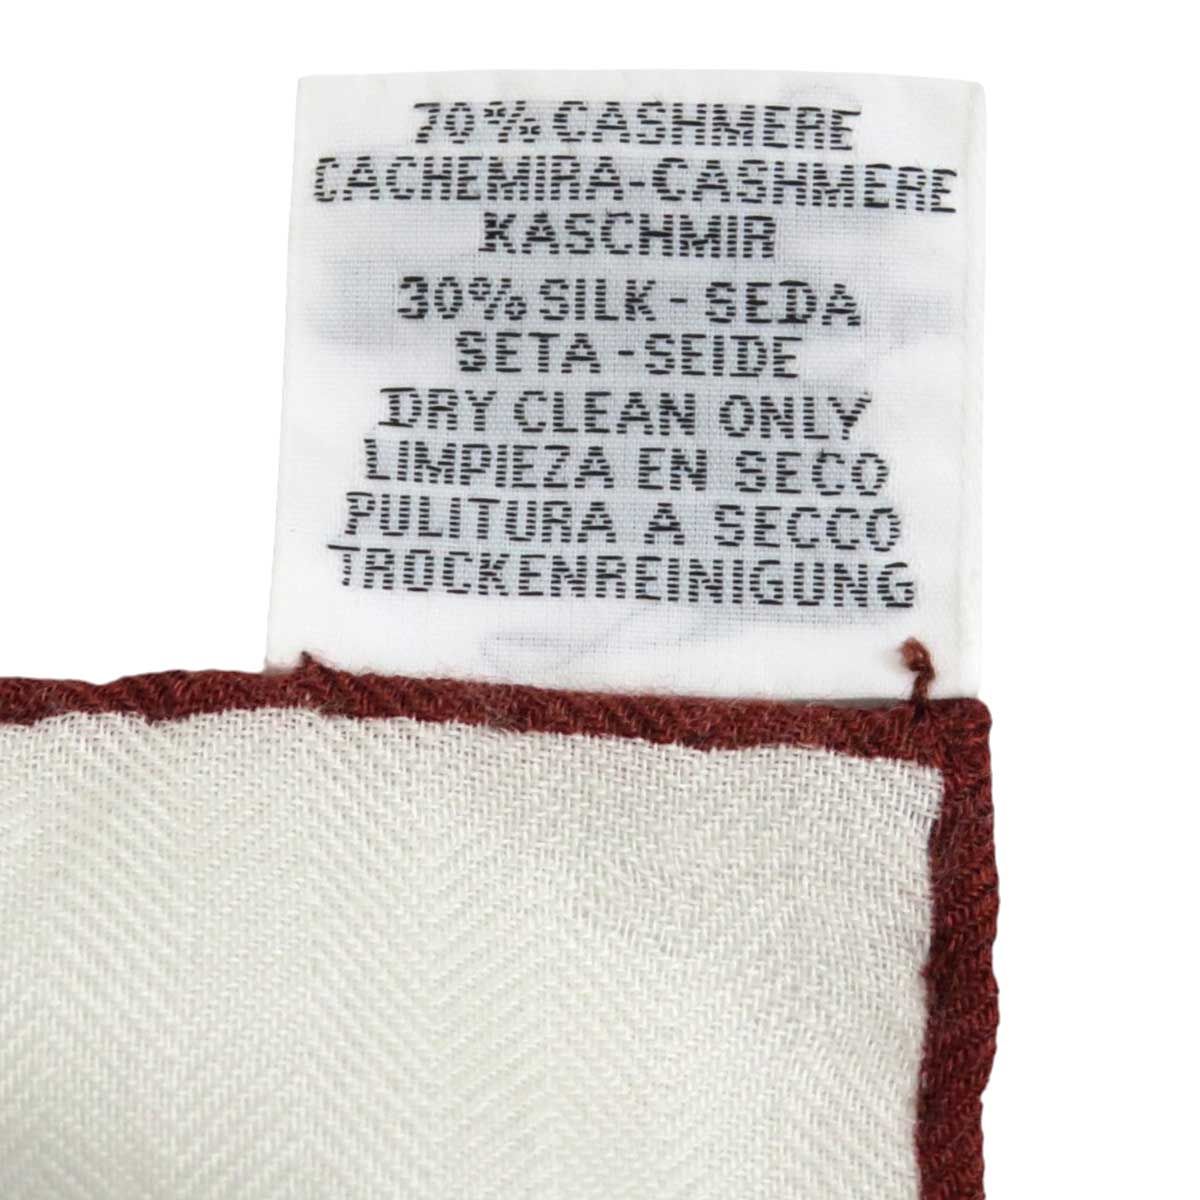 70% CASHMERE
CACHEMIRA-CASHMERE
KASCHMIR
30% SILK - SEDA
SETA - SEIDE
DRY CLEAN ONLY
LIMPIEZA EN SECO
PULITURA A SECCO
TROCKENREINIGUNG